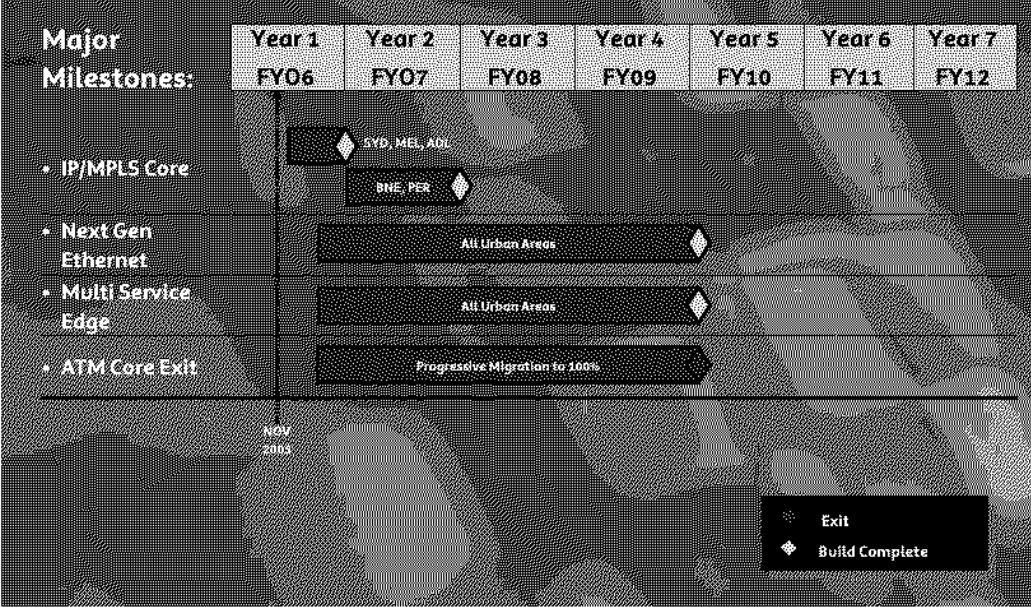 Major
Milestones:
Year 1 Year 2 Year 3 Year 4 Year 5 Year 6 Year 7
FY06 FY07 FY08 FY09 FY10 FY11 FY12
• IP/MPLS Core
SYD, MEL, ADL
BNE, PER
• Next Gen
Ethernet
All Urban Areas
• Multi Service
Edge
All Urban Areas
• ATM Core Exit
Progressive Migration to 100%
NOV
Exit
Build Complete